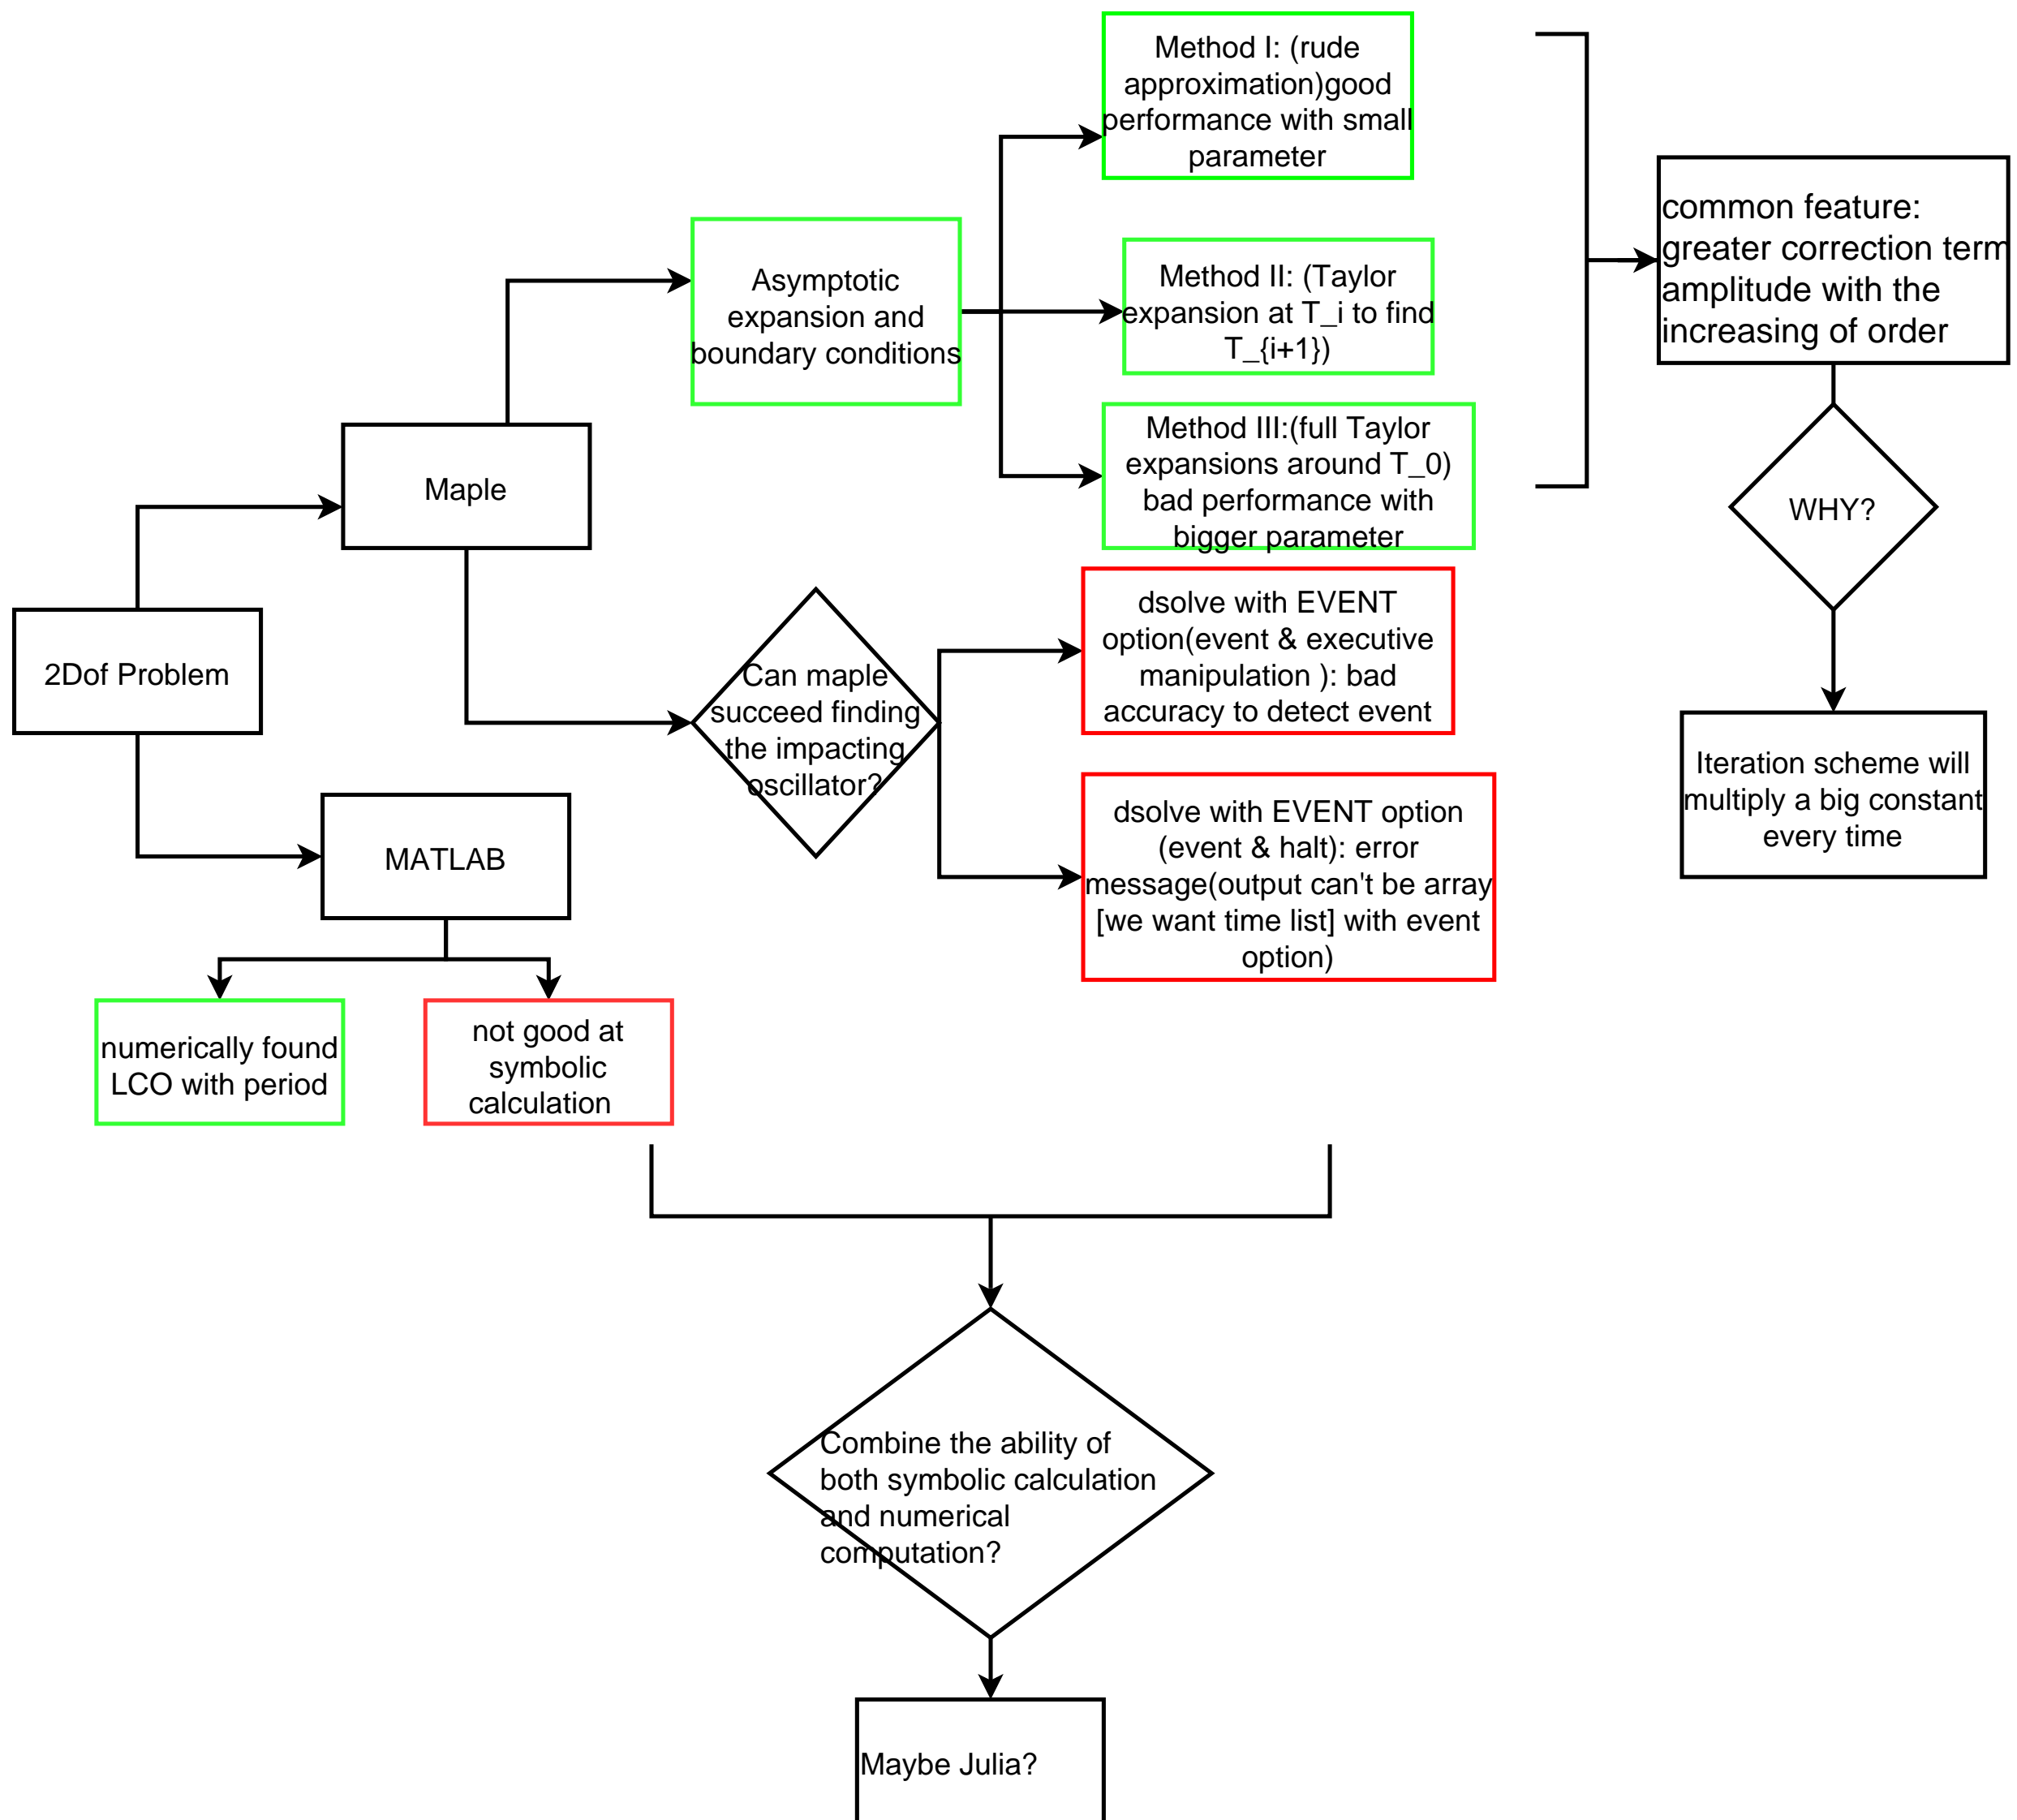 Method I: (rude
approximation)good
performance with small
parameter
common feature:
greater correction term
amplitude with the
increasing of order
Asymptotic
expansion and
boundary conditions
Method II: (Taylor
expansion at T_i to find
T_{i+1})
Method III:(full Taylor
expansions around T_0)
bad performance with
bigger parameter
Maple
WHY?
2Dof Problem
Can maple
succeed finding
the impacting
oscillator?
dsolve with EVENT
option(event & executive
manipulation ): bad
accuracy to detect event
Iteration scheme will
multiply a big constant
every time
MATLAB
dsolve with EVENT option
(event & halt): error
message(output can't be array
[we want time list] with event
option)
numerically found
LCO with period
not good at
symbolic
calculation
Combine the ability of
both symbolic calculation
and numerical
computation?
Maybe Julia?